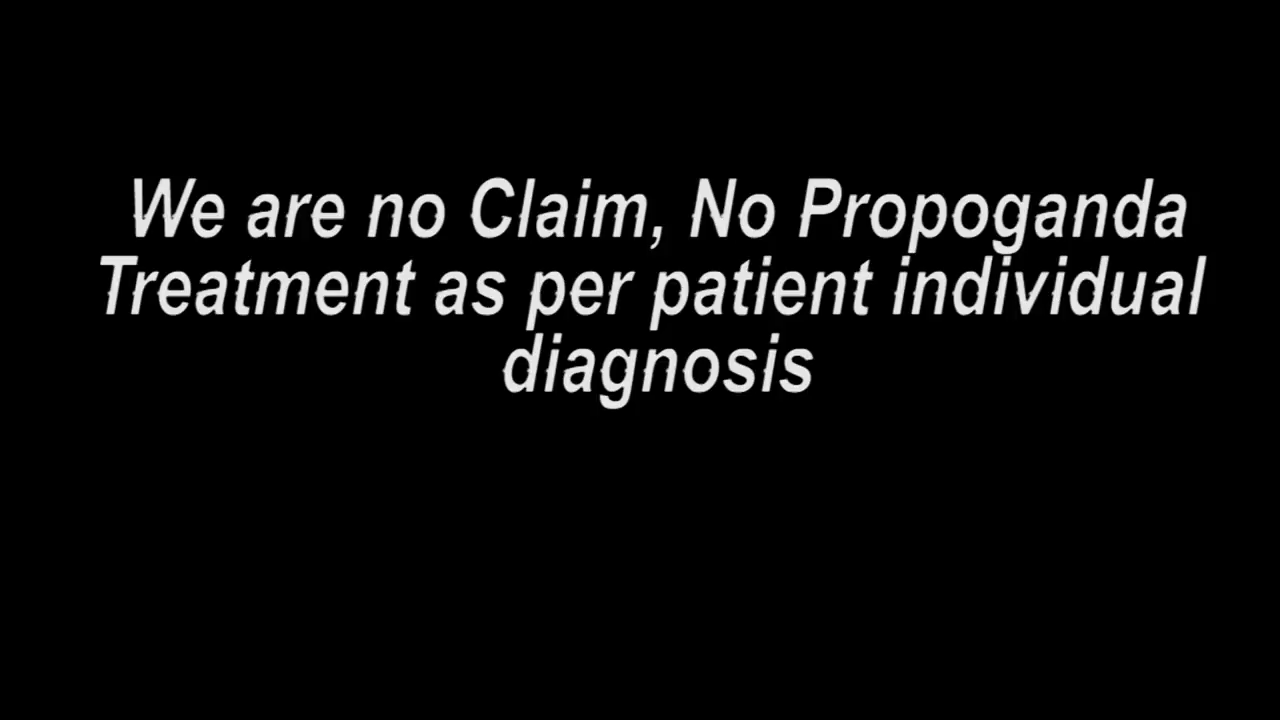 We are no Claim, No Propoganda
Treatment as per patient individual
diagnosis